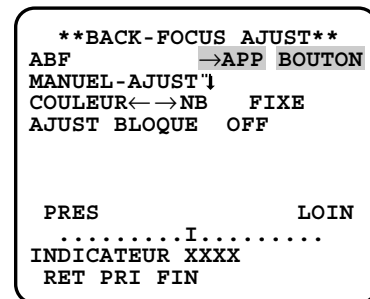 **BACK-FOCUS AJUST**
ABF →APP BOUTON
MANUEL-AJUST
COULEUR←→NB FIXE
AJUST BLOQUE OFF
PRES LOIN
.........I.........
INDICATEUR XXXX
RET PRI FIN